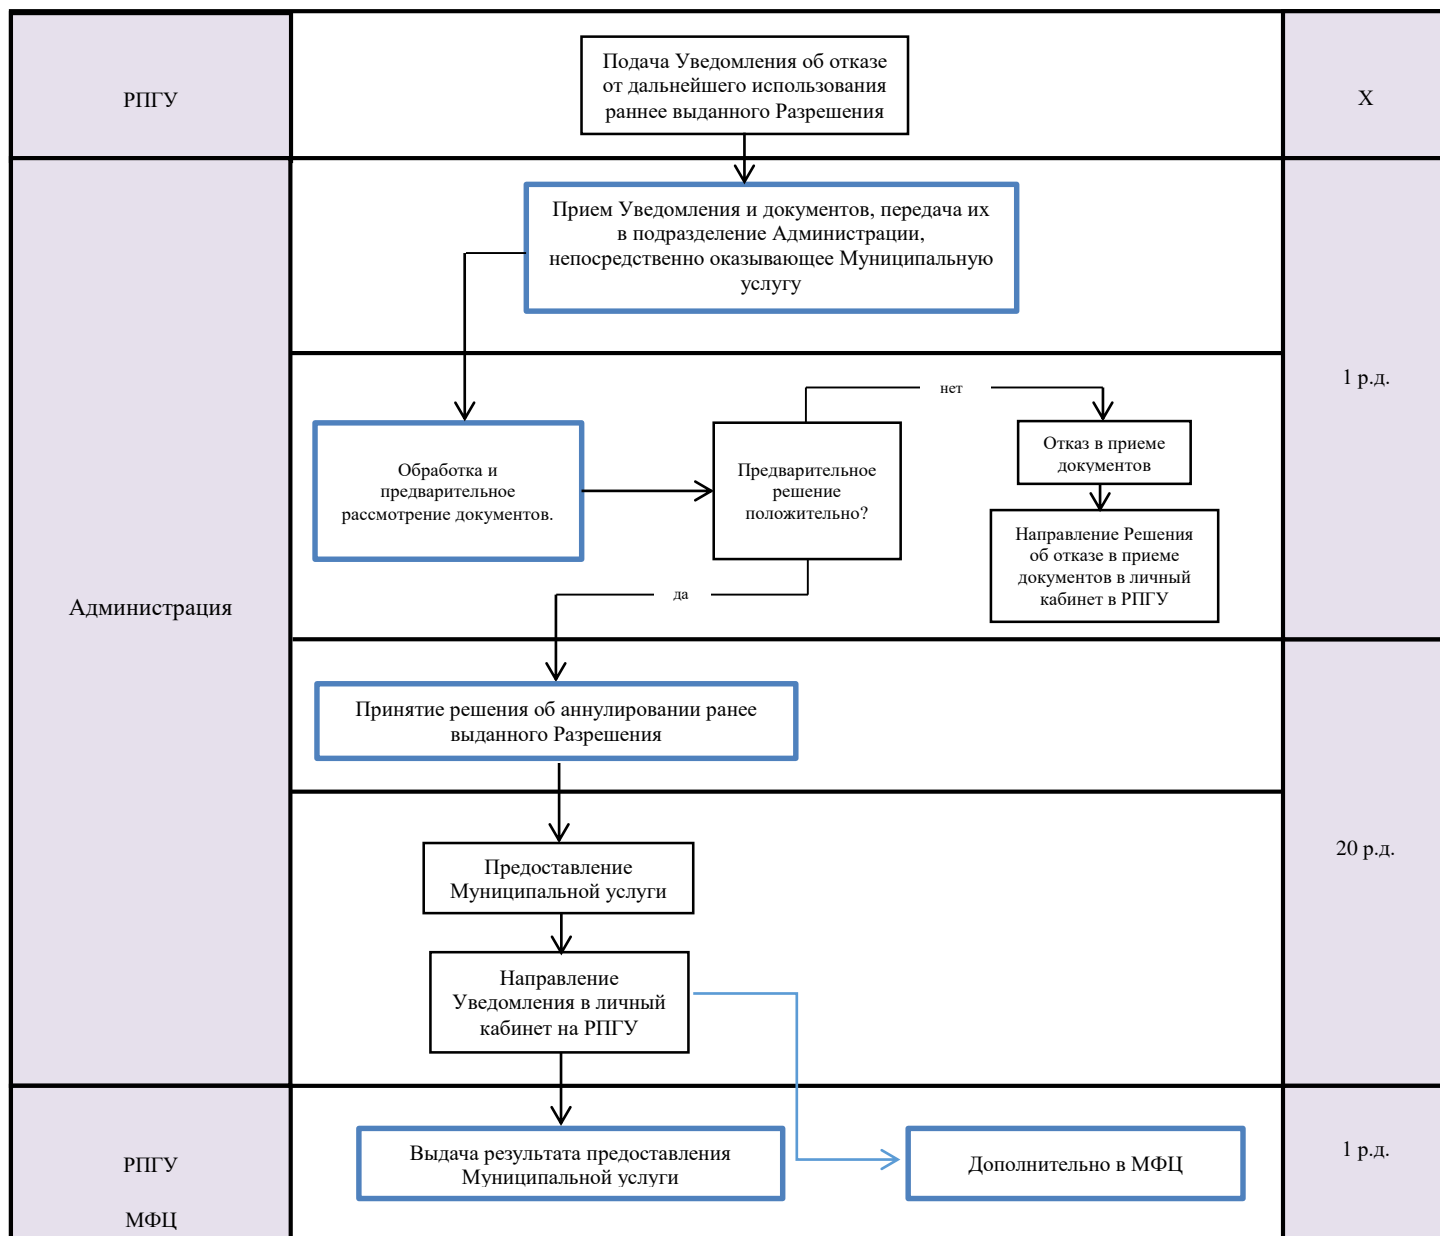 РПГУ
Подача Уведомления об отказе
от дальнейшего использования
раннее выданного Разрешения
Х
Прием Уведомления и документов, передача их
в подразделение Администрации,
непосредственно оказывающее Муниципальную
услугу
1 р.д.
нет
Обработка и
предварительное
рассмотрение документов.
Предварительное
решение
положительно?
Отказ в приеме
документов
Направление Решения
об отказе в приеме
документов в личный
кабинет в РПГУ
да
Администрация
Принятие решения об аннулировании ранее
выданного Разрешения
20 р.д.
Предоставление
Муниципальной услуги
Направление
Уведомления в личный
кабинет на РПГУ
РПГУ
МФЦ
Выдача результата предоставления
Муниципальной услуги
Дополнительно в МФЦ
1 р.д.